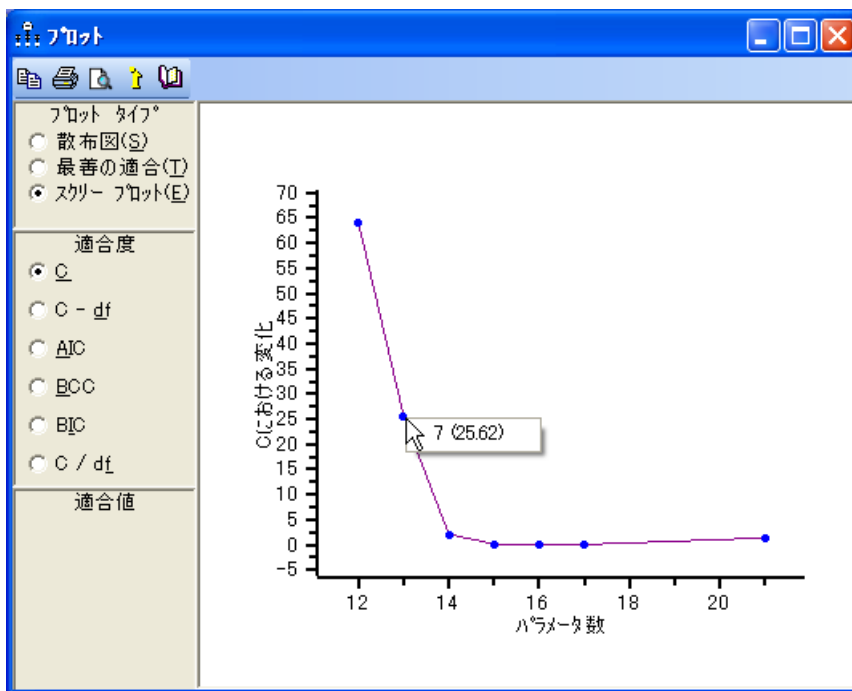 プロット
プロット タイプ
散布図(S)
最善の適合(T)
スクリー プロット(E)
適合度
C
C - df
AIC
BCC
BIC
C / df
適合値
Cにおける変化
70
65
60
55
50
45
40
35
30
25
20
15
10
5
0
-5
7 (25.62)
12
14
16
18
20
パラメータ数